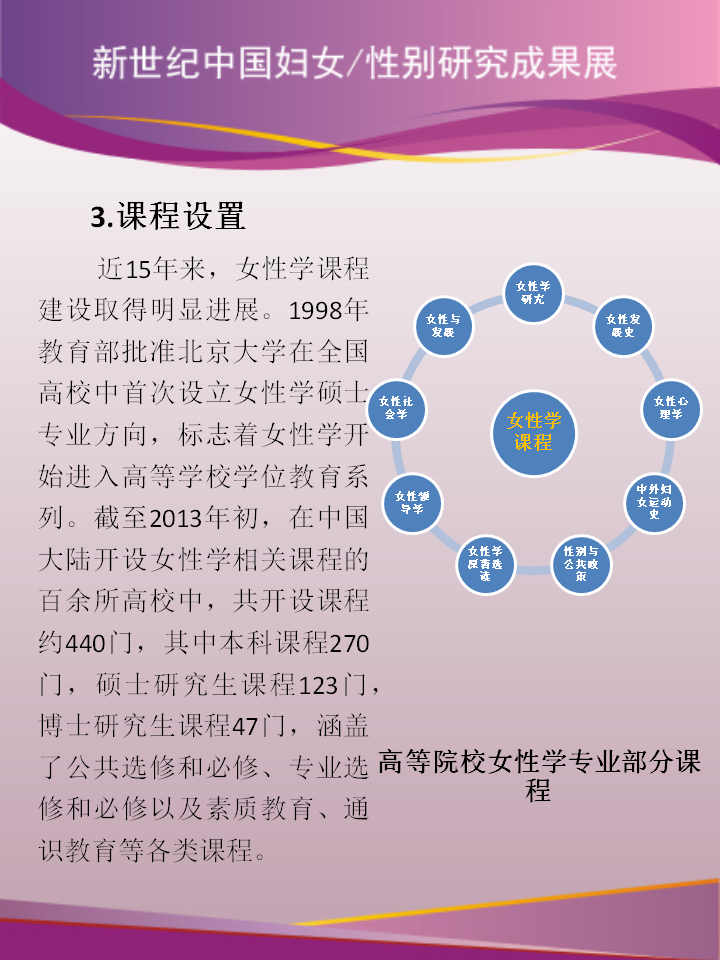 新世纪中国妇女/性别研究成果展
3.课程设置
近15年来，女性学课程
建设取得明显进展。1998年
教育部批准北京大学在全国
高校中首次设立女性学硕士
专业方向，标志着女性学开
始进入高等学校学位教育系
列。截至2013年初，在中国
大陆开设女性学相关课程的
百余所高校中，共开设课程
约440门，其中本科课程270
门，硕士研究生课程123门，
博士研究生课程47门，涵盖
了公共选修和必修、专业选
修和必修以及素质教育、通
识教育等各类课程。
女性学
研究
女性发
展史
女性心
理学
中外妇
女运动
史
性别与
公共政
策
女性学
原著选
读
女性领
导学
女性社
会学
女性与
发展
女性学
课程
高等院校女性学专业部分课
程